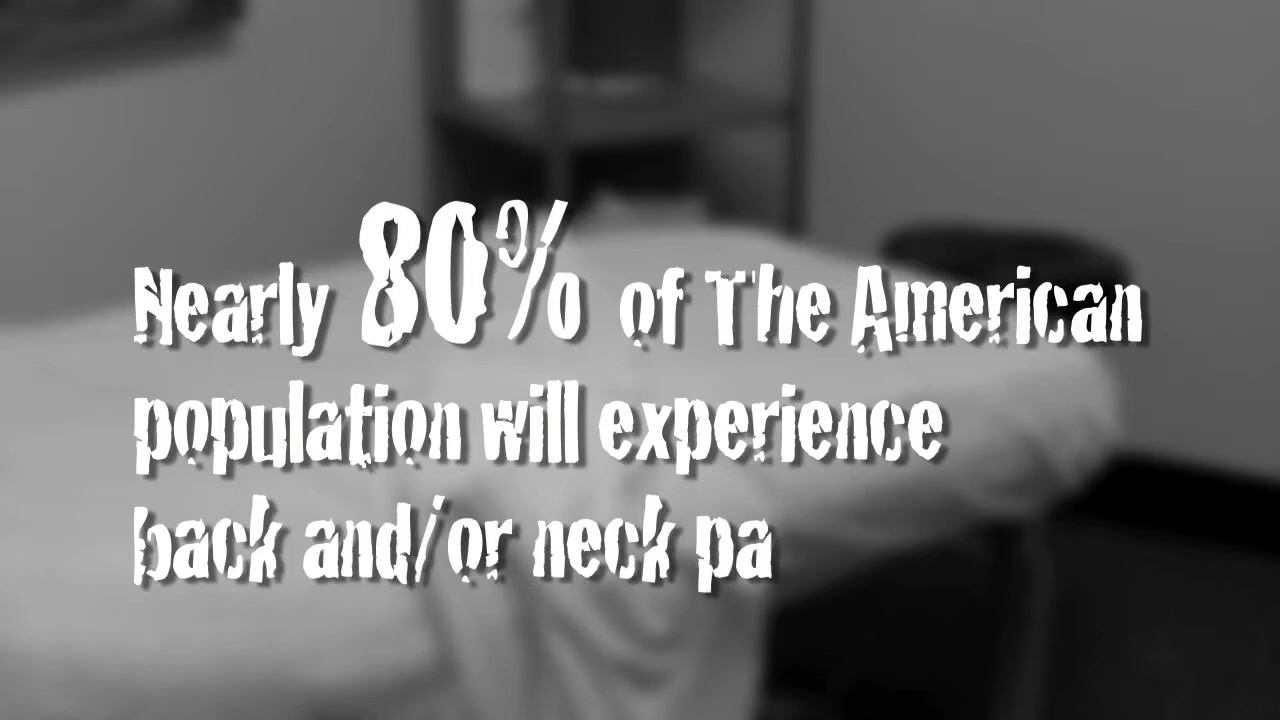 Nearly 80% of The American
population will experience
back and/or neck pa